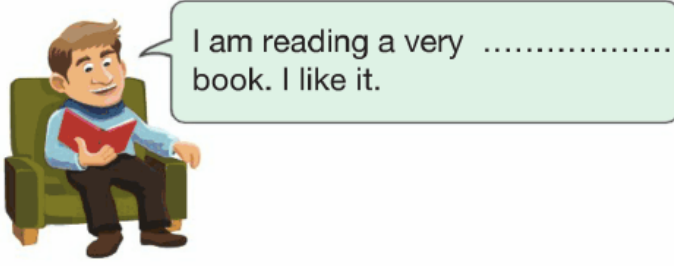 I am reading a very ...................
book. I like it.